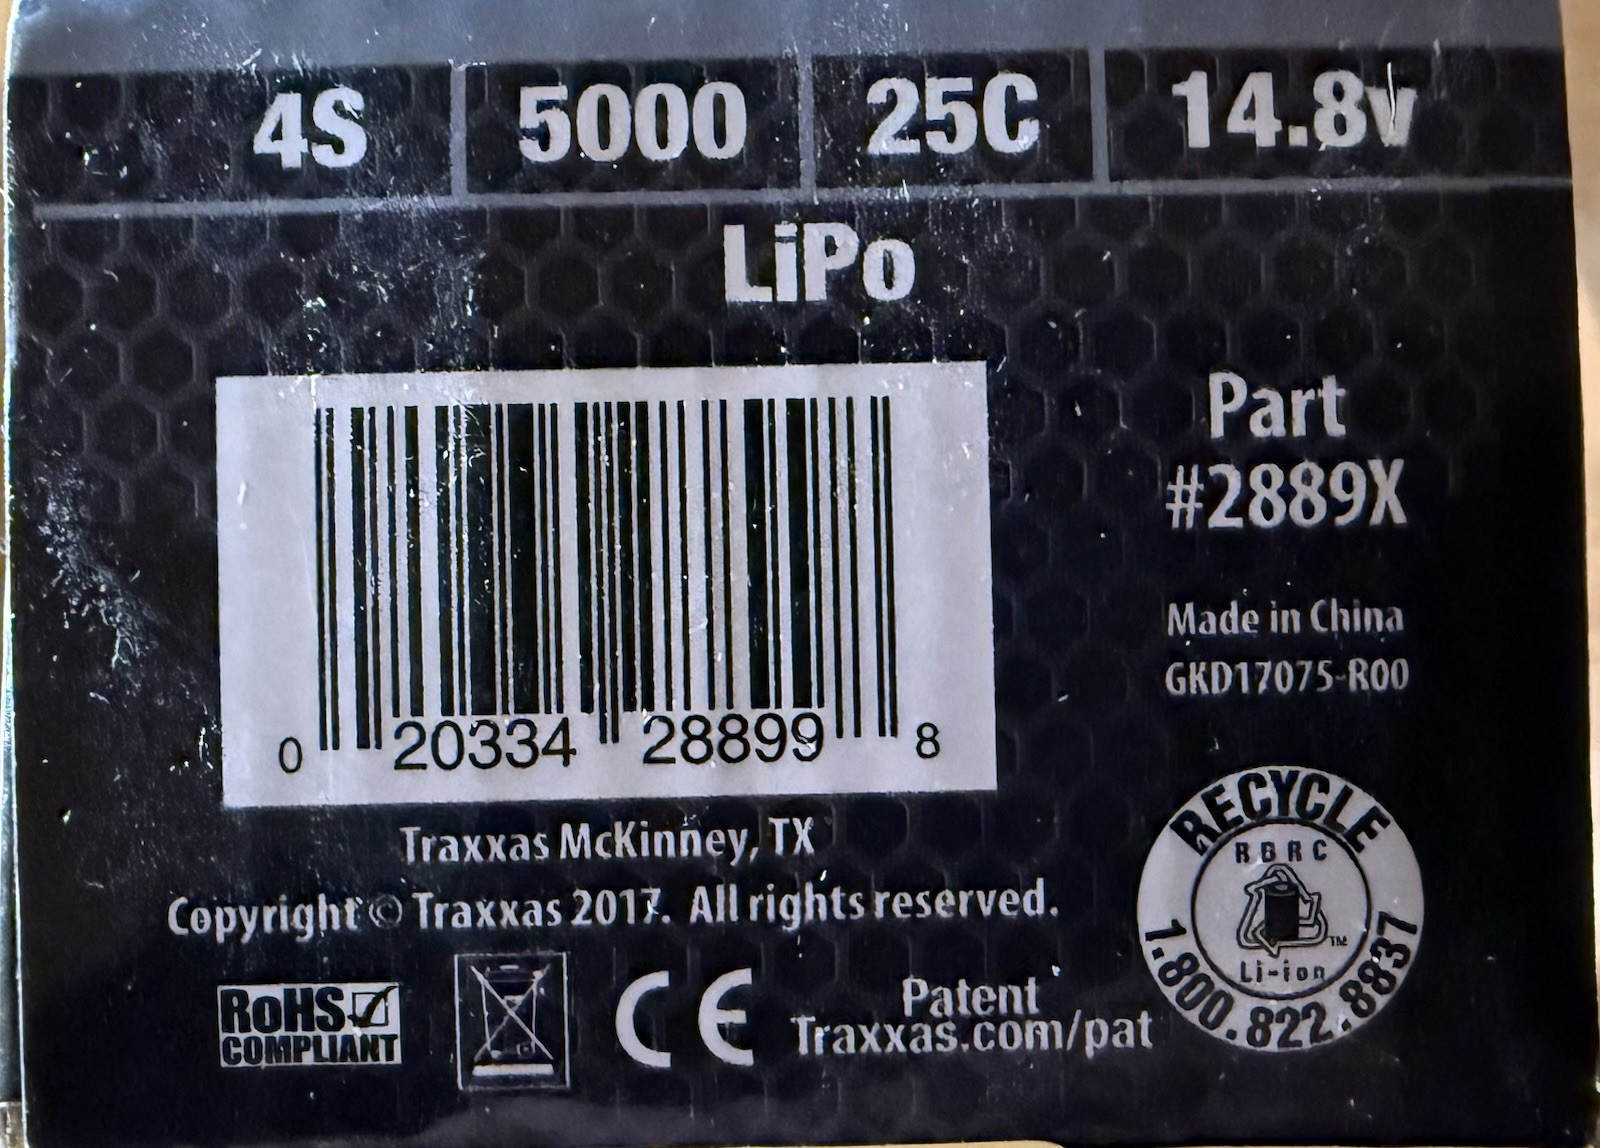 4S 5000 25C 14.8v
LiPo
Part
#2889X
Made in China
GKD17075-R00
0 20334 28899 8
Traxxas McKinney, TX
Copyright © Traxxas 2017. All rights reserved.
RoHS
COMPLIANT
CE
Patent
Traxxas.com/pat
RECYCLE
RBRC
TM
Li-ion
1.800.822.8837